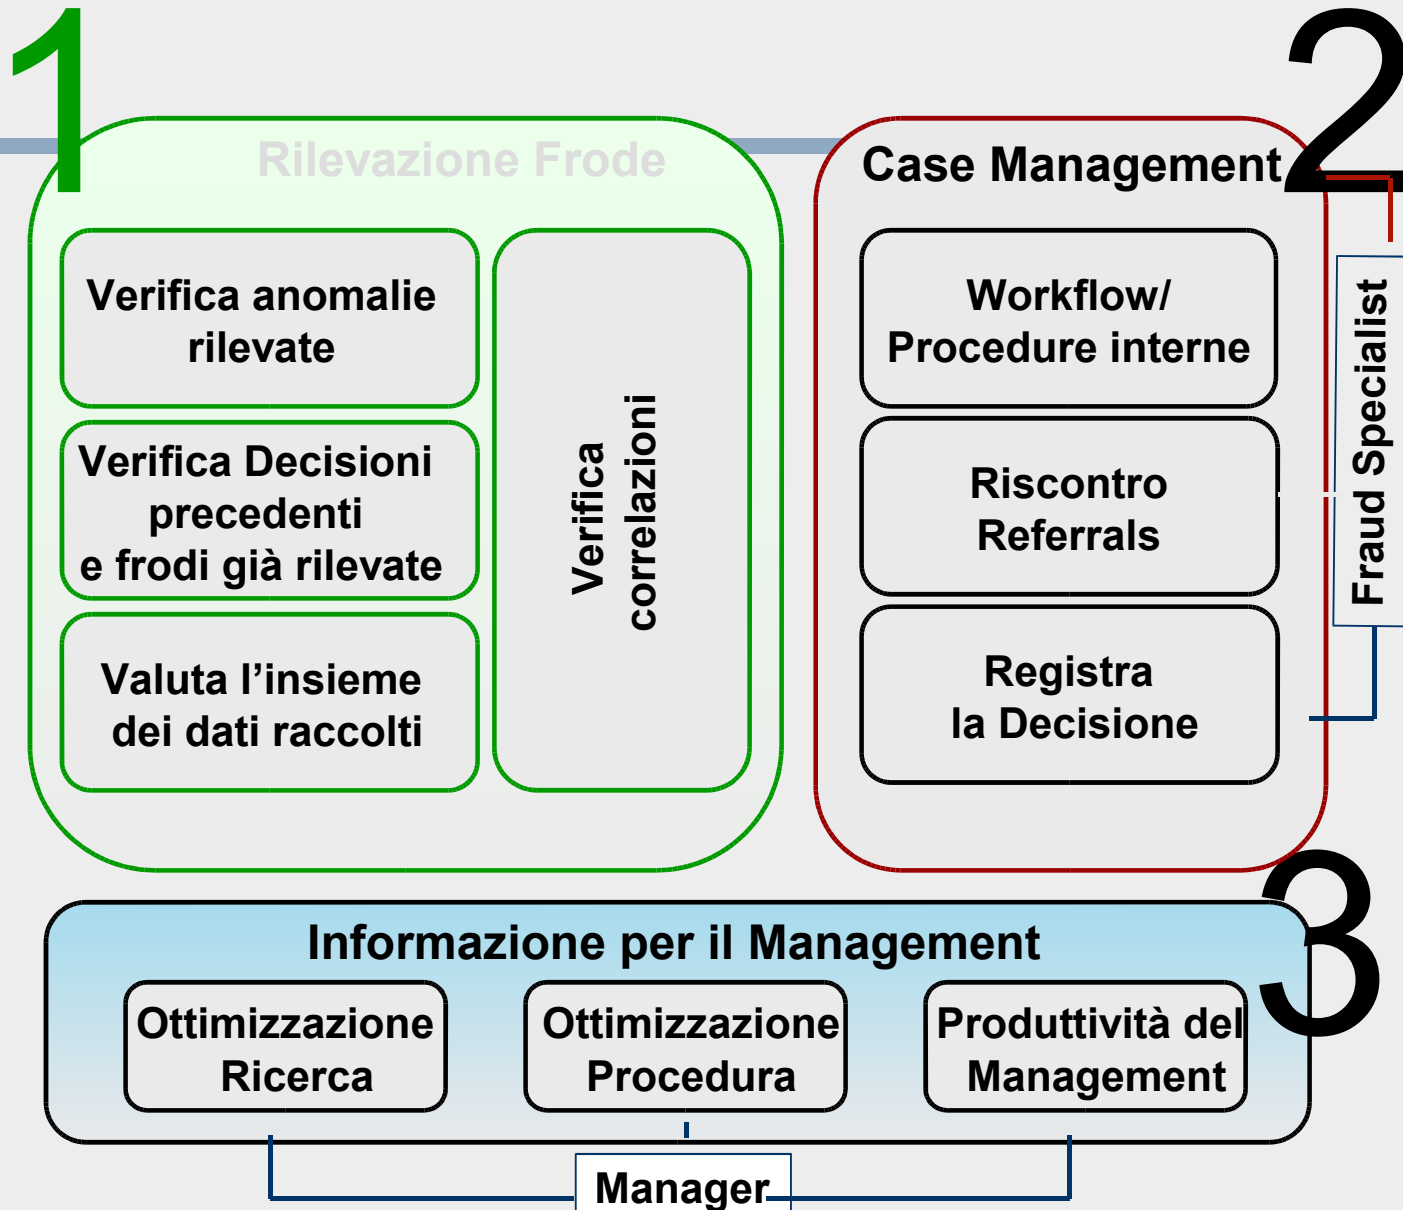 1
Rilevazione Frode
Verifica anomalie
rilevate
Verifica Decisioni
precedenti
e frodi già rilevate
Valuta l’insieme
dei dati raccolti
Verifica
correlazioni
2
Case Management
Workflow/
Procedure interne
Riscontro
Referrals
Registra
la Decisione
Fraud Specialist
3
Informazione per il Management
Ottimizzazione
Ricerca
Ottimizzazione
Procedura
Produttività del
Management
Manager